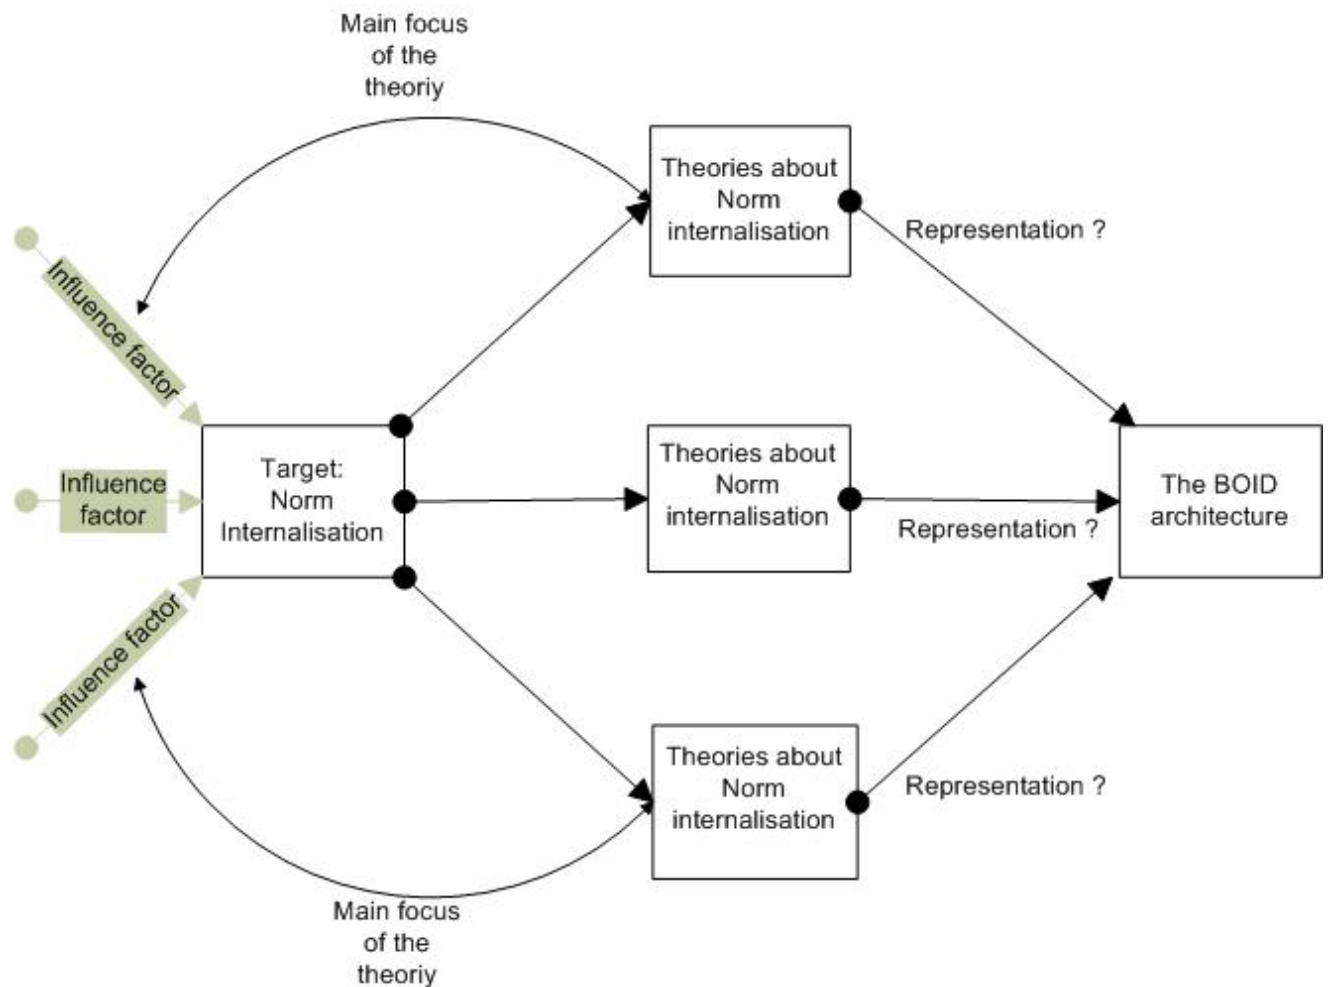 Main focus
of the
theoriy
Theories about
Norm
internalisation
Representation ?
Influence factor
Influence
factor
Influence factor
Target:
Norm
Internalisation
Theories about
Norm
internalisation
Representation ?
The BOID
architecture
Theories about
Norm
internalisation
Representation ?
Main focus
of the
theoriy